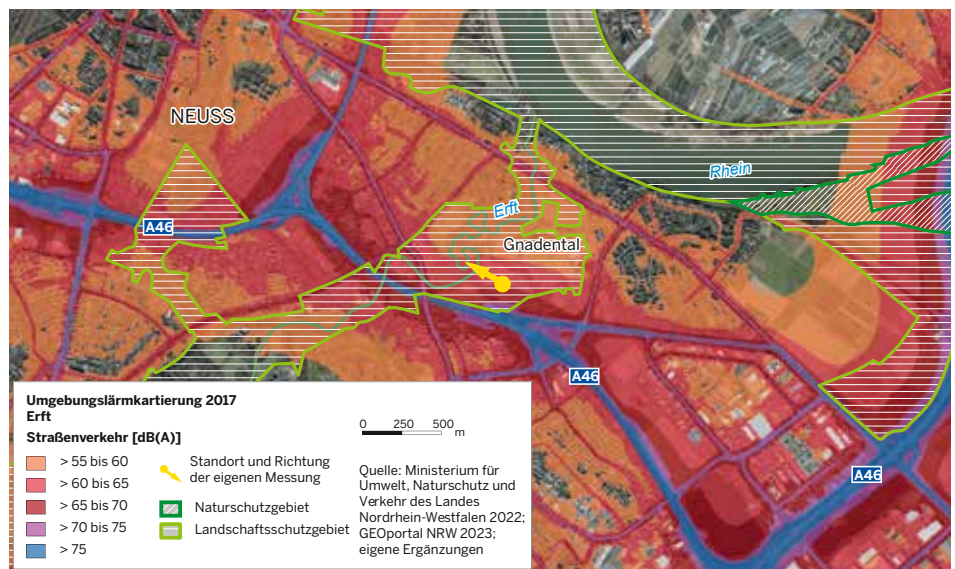 NEUSS
Rhein
Erft
A46
Gnadental
A46
A46
Umgebungslärmkartierung 2017
Erft
Straßenverkehr [dB(A)]
> 55 bis 60
> 60 bis 65
> 65 bis 70
> 70 bis 75
> 75
Standort und Richtung
der eigenen Messung
Naturschutzgebiet
Landschaftsschutzgebiet
0 250 500
m
Quelle: Ministerium für
Umwelt, Naturschutz und
Verkehr des Landes
Nordrhein-Westfalen 2022;
GEOportal NRW 2023;
eigene Ergänzungen